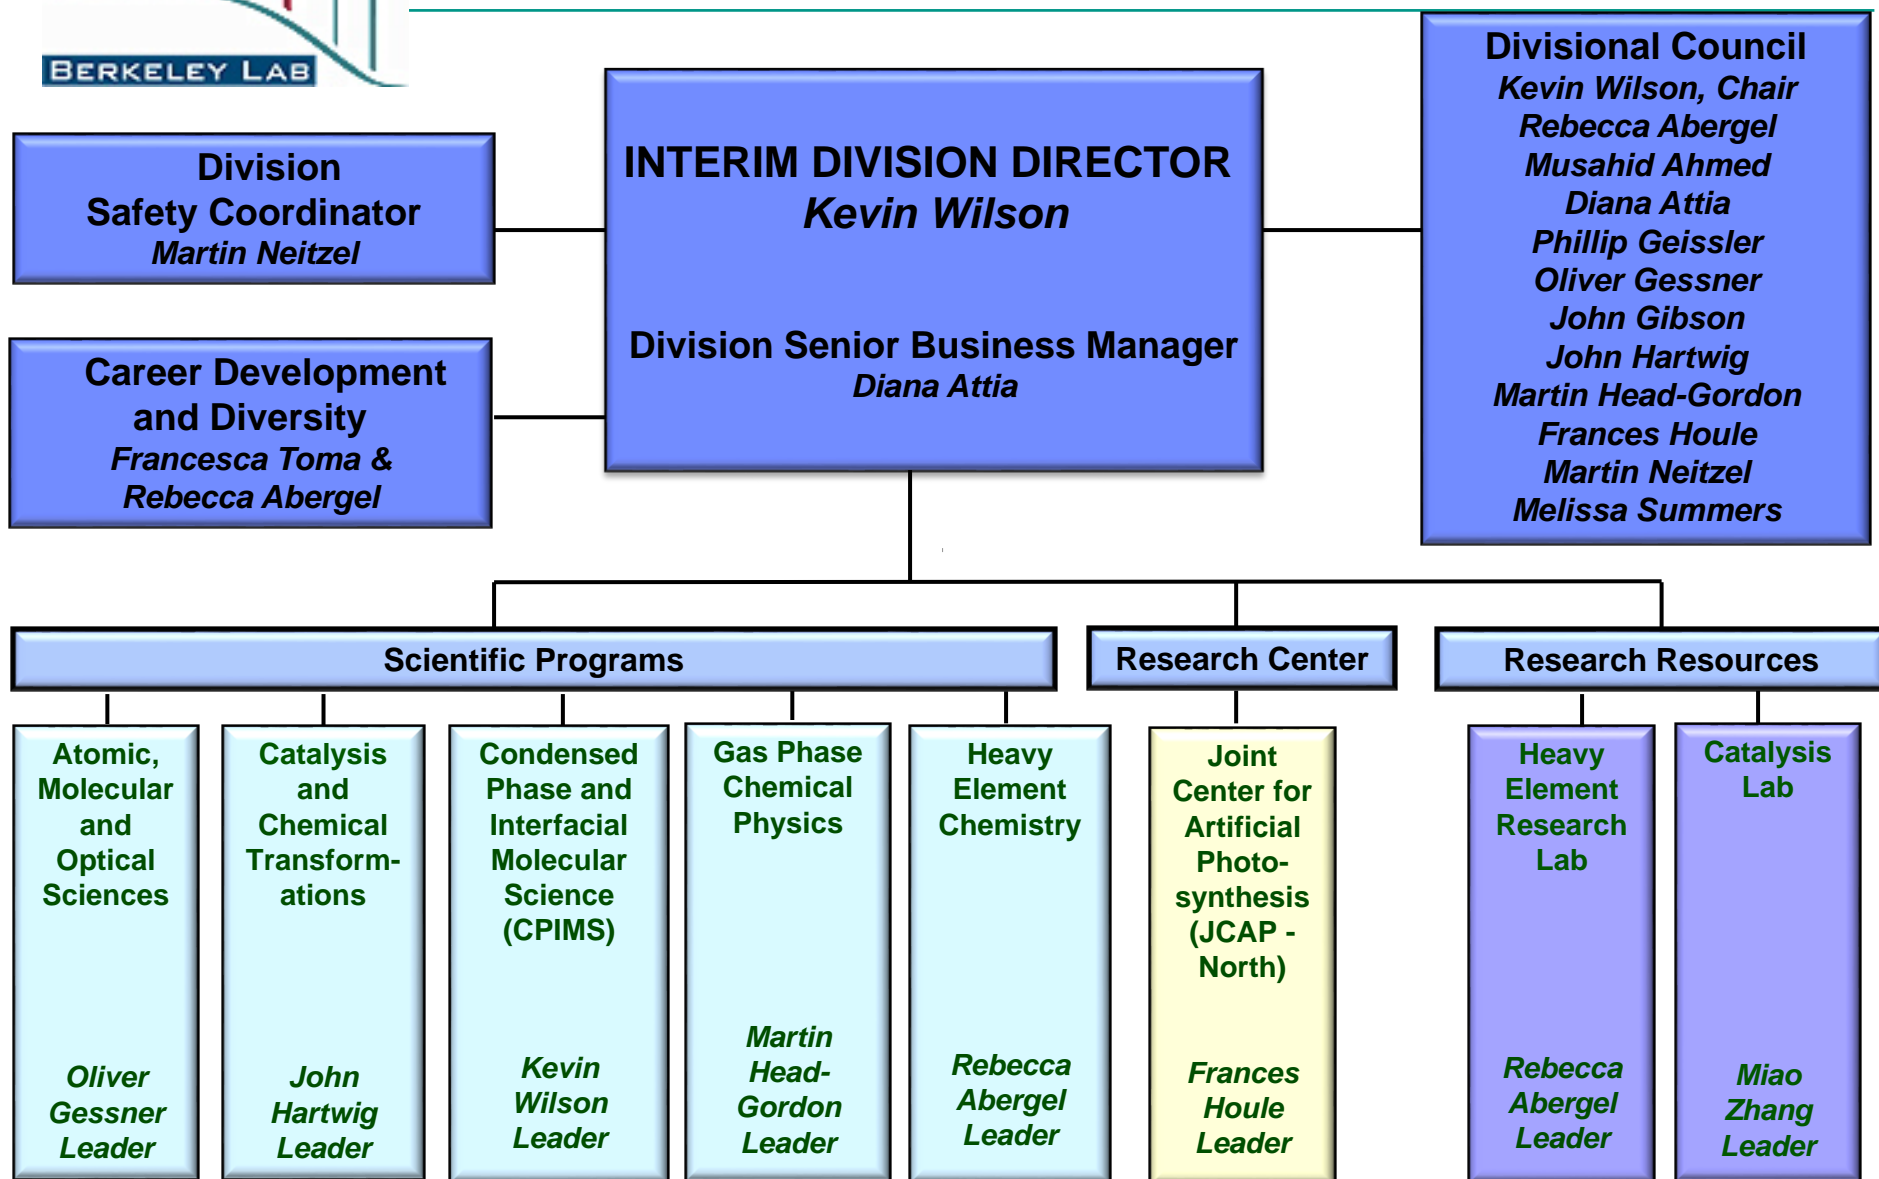 BERKELEY LAB
Division
Safety Coordinator
Martin Neitzel
Career Development
and Diversity
Francesca Toma &
Rebecca Abergel
INTERIM DIVISION DIRECTOR
Kevin Wilson
Division Senior Business Manager
Diana Attia
Divisional Council
Kevin Wilson, Chair
Rebecca Abergel
Musahid Ahmed
Diana Attia
Phillip Geissler
Oliver Gessner
John Gibson
John Hartwig
Martin Head-Gordon
Frances Houle
Martin Neitzel
Melissa Summers
Scientific Programs
Research Center
Research Resources
Atomic,
Molecular
and
Optical
Sciences
Oliver
Gessner
Leader
Catalysis
and
Chemical
Transform-
ations
John
Hartwig
Leader
Condensed
Phase and
Interfacial
Molecular
Science
(CPIMS)
Kevin
Wilson
Leader
Gas Phase
Chemical
Physics
Martin
Head-
Gordon
Leader
Heavy
Element
Chemistry
Rebecca
Abergel
Leader
Joint
Center for
Artificial
Photo-
synthesis
(JCAP -
North)
Frances
Houle
Leader
Heavy
Element
Research
Lab
Rebecca
Abergel
Leader
Catalysis
Lab
Miao
Zhang
Leader